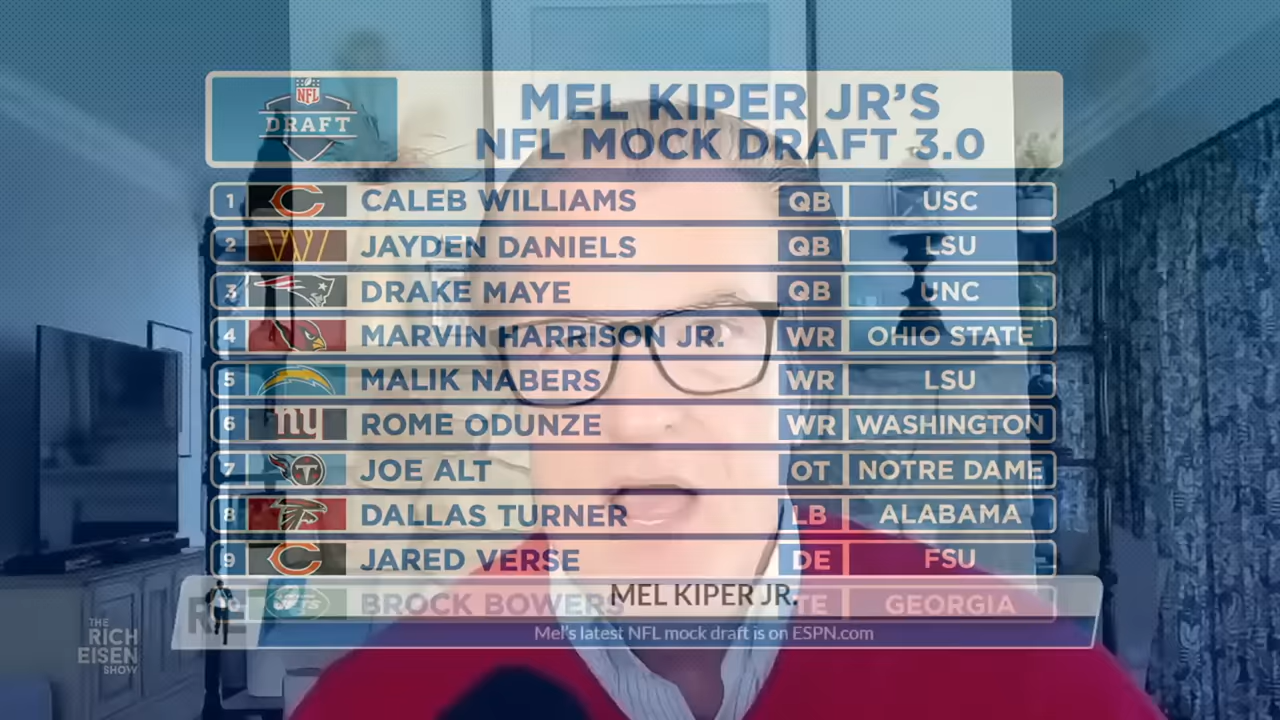 NFL
DRAFT
MEL KIPER JR'S
NFL MOCK DRAFT 3.0
1 C CALEB WILLIAMS QB USC
2 W JAYDEN DANIELS QB LSU
3 DRAKE MAYE QB UNC
4 MARVIN HARRISON JR. WR OHIO STATE
5 MALIK NABERS WR LSU
6 ny ROME ODUNZE WR WASHINGTON
7 T JOE ALT OT NOTRE DAME
8 DALLAS TURNER LB ALABAMA
9 C JARED VERSE DE FSU
BROCK BOWERS TE GEORGIA
MEL KIPER JR.
Mel's latest NFL mock draft is on ESPN.com
THE
RICH
EISEN
SHOW